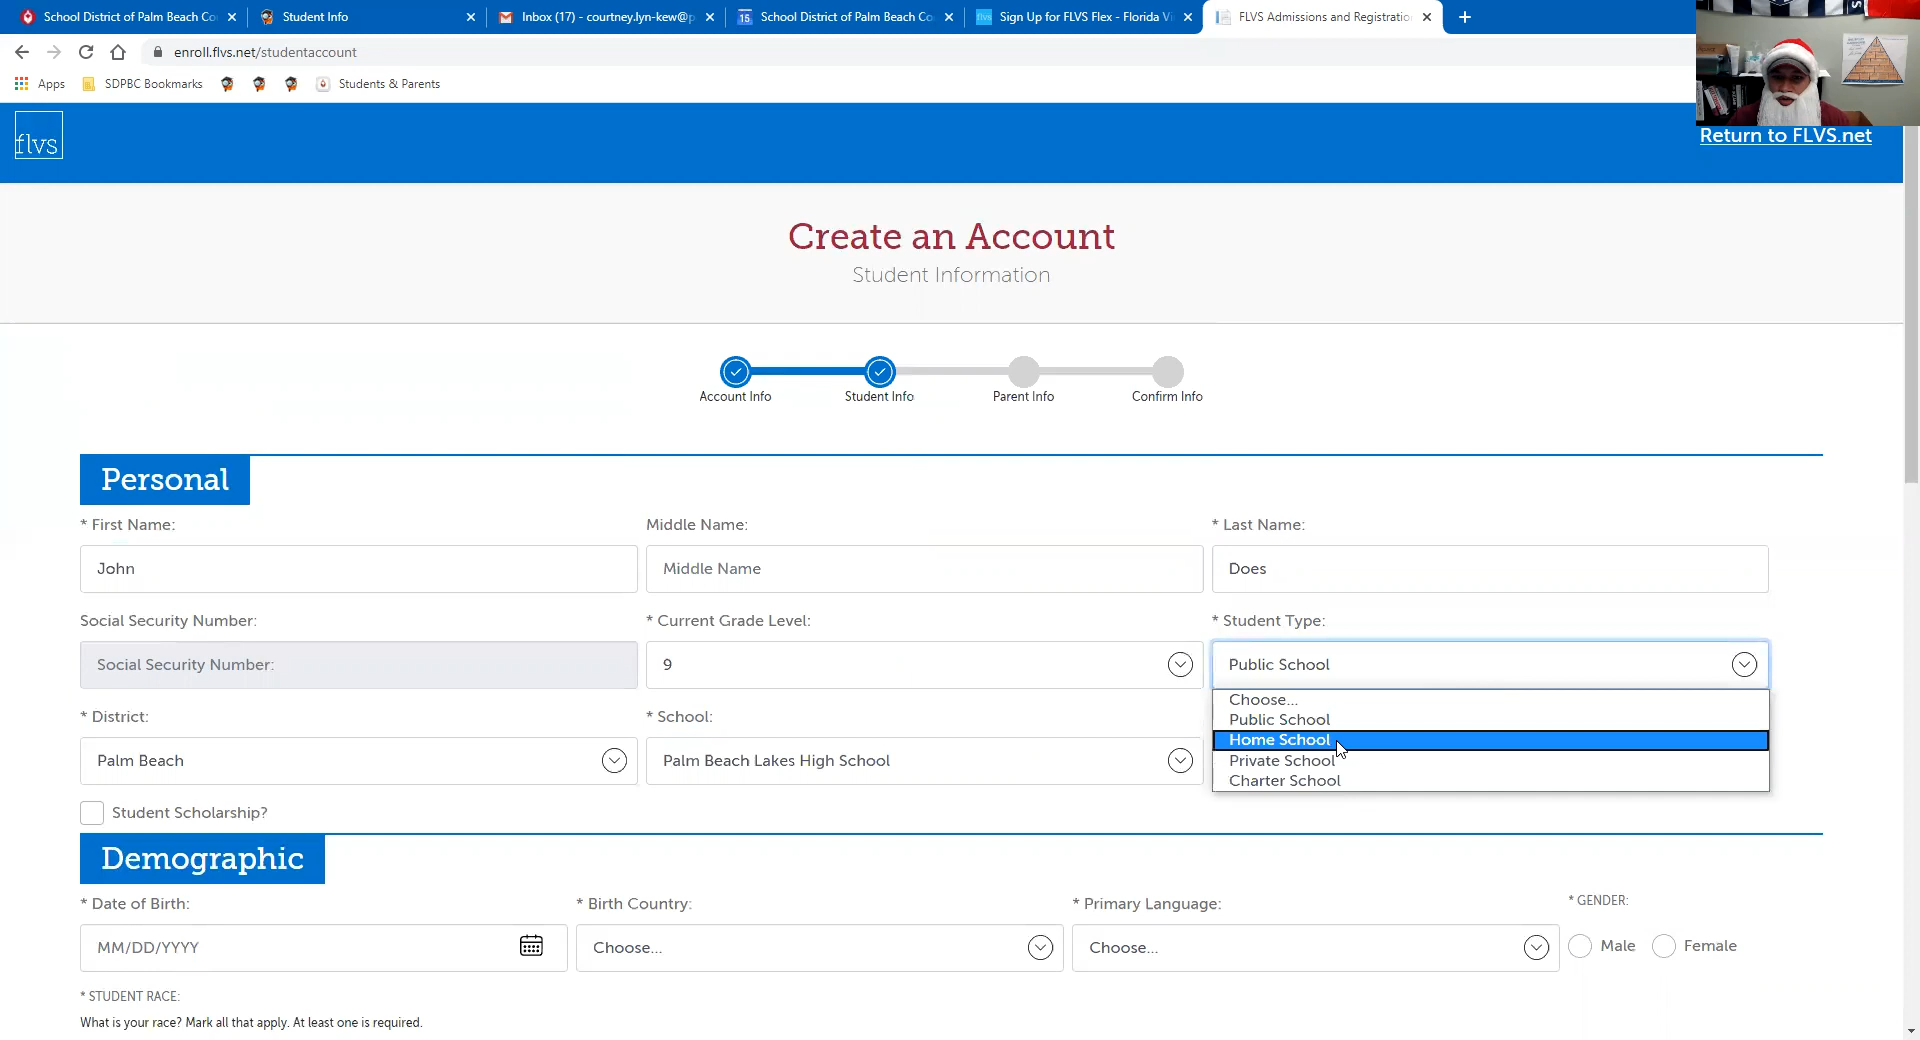 School District of Palm Beach Co
Student Info
Inbox (17) - courtney.lyn-kew@p
15
School District of Palm Beach Co
flvs
Sign Up for FLVS Flex - Florida Vi
FLVS Admissions and Registratio
enroll.flvs.net/studentaccount
Apps
SDPBC Bookmarks
Students & Parents
flvs
Return to FLVS.net
Create an Account
Student Information
Account Info
Student Info
Parent Info
Confirm Info
Personal
* First Name:
Middle Name:
* Last Name:
John
Middle Name
Does
Social Security Number:
* Current Grade Level:
* Student Type:
Social Security Number:
9
Public School
Choose...
Public School
Home School
Private School
Charter School
* District:
* School:
Palm Beach
Palm Beach Lakes High School
Student Scholarship?
Demographic
* Date of Birth:
* Birth Country:
* Primary Language:
* GENDER:
MM/DD/YYYY
Choose...
Choose...
Male
Female
* STUDENT RACE:
What is your race? Mark all that apply. At least one is required.